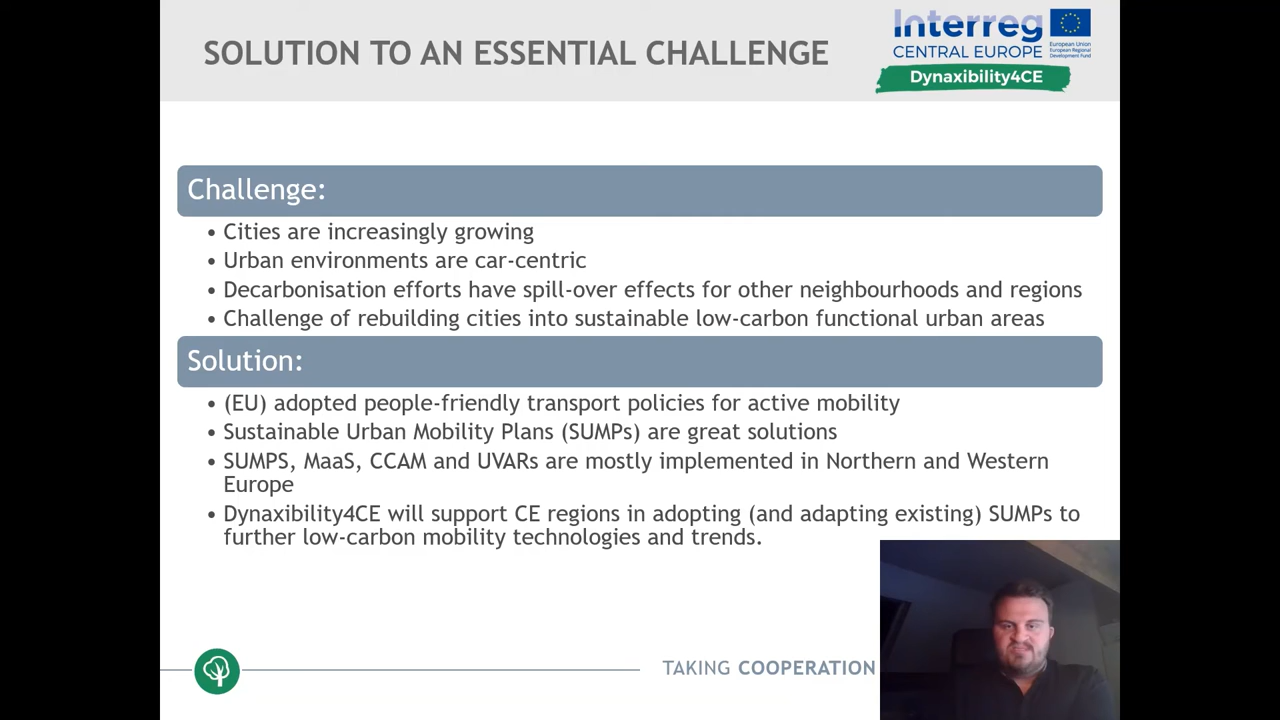 SOLUTION TO AN ESSENTIAL CHALLENGE
Interreg
CENTRAL EUROPE
European Union
European Regional
Development Fund
Dynaxibility4CE
Challenge:
• Cities are increasingly growing
• Urban environments are car-centric
• Decarbonisation efforts have spill-over effects for other neighbourhoods and regions
• Challenge of rebuilding cities into sustainable low-carbon functional urban areas
Solution:
• (EU) adopted people-friendly transport policies for active mobility
• Sustainable Urban Mobility Plans (SUMPs) are great solutions
• SUMPS, MaaS, CCAM and UVARs are mostly implemented in Northern and Western
Europe
• Dynaxibility4CE will support CE regions in adopting (and adapting existing) SUMPs to
further low-carbon mobility technologies and trends.
TAKING COOPERATION